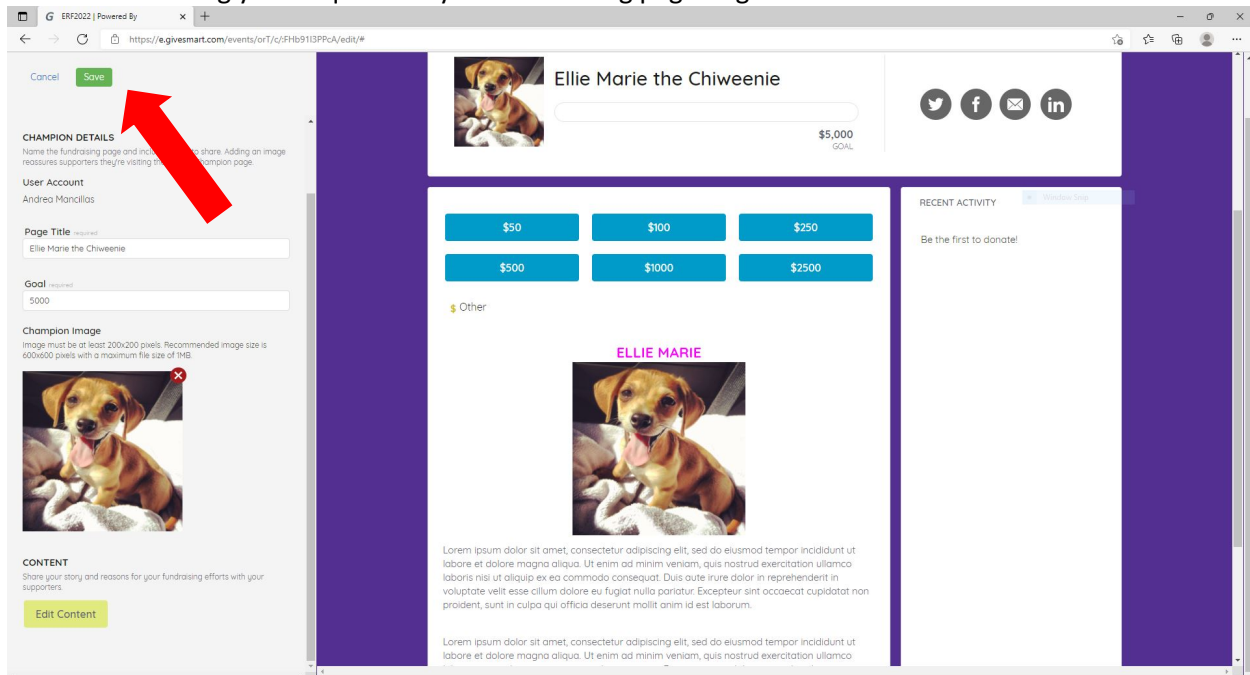 ERF2022 | Powered By
https://e.givesmart.com/events/orT/c/:FHb91I3PPcA/edit/#
Cancel Save
CHAMPION DETAILS
Name the fundraising page and to share. Adding an image
reassures supporters they're visiting page.
User Account
Andrea Mancillas
Page Title required
Ellie Marie the Chiweenie
Goal required
5000
Champion Image
Image must be at least 200x200 pixels. Recommended image size is
600x600 pixels with a maximum file size of 1MB.
CONTENT
Share your story and reasons for your fundraising efforts with your
supporters.
Edit Content
Ellie Marie the Chiweenie
$5,000
GOAL
$50 $100 $250
$500 $1000 $2500
$ Other
ELLIE MARIE
Lorem ipsum dolor sit amet, consectetur adipiscing elit, sed do eiusmod tempor incididunt ut
labore et dolore magna aliqua. Ut enim ad minim veniam, quis nostrud exercitation ullamco
laboris nisi ut aliquip ex ea commodo consequat. Duis aute irure dolor in reprehenderit in
voluptate velit esse cillum dolore eu fugiat nulla pariatur. Excepteur sint occaecat cupidatat non
proident, sunt in culpa qui officia deserunt mollit anim id est laborum.
Lorem ipsum dolor sit amet, consectetur adipiscing elit, sed do eiusmod tempor incididunt ut
labore et dolore magna aliqua. Ut enim ad minim veniam, quis nostrud exercitation ullamco
RECENT ACTIVITY
Window Snip
Be the first to donate!